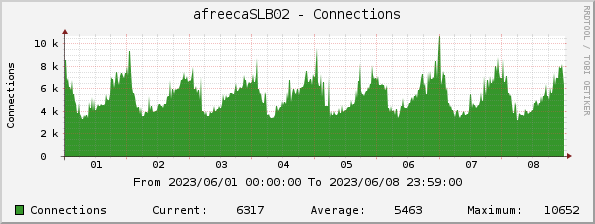 afreecaSLB02 - Connections
RRDTOOL / TOBI OETIKER
Connections
10 k
8 k
6 k
4 k
2 k
0
01 02 03 04 05 06 07 08
From 2023/06/01 00:00:00 To 2023/06/08 23:59:00
Connections Current: 6317 Average: 5463 Maximum: 10652